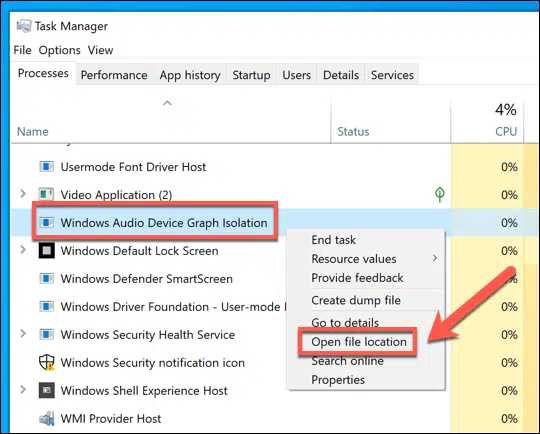 Task Manager
File Options View
Processes Performance App history Startup Users Details Services
4%
Name Status CPU
Usermode Font Driver Host 0%
Video Application (2) 0%
Windows Audio Device Graph Isolation 0%
Windows Default Lock Screen 0%
Windows Defender SmartScreen 0%
Windows Driver Foundation - User-mode 0%
Windows Security Health Service 0%
Windows Security notification icon 0%
Windows Shell Experience Host 0%
WMI Provider Host 0%
End task
Resource values
Provide feedback
Create dump file
Go to details
Open file location
Search online
Properties